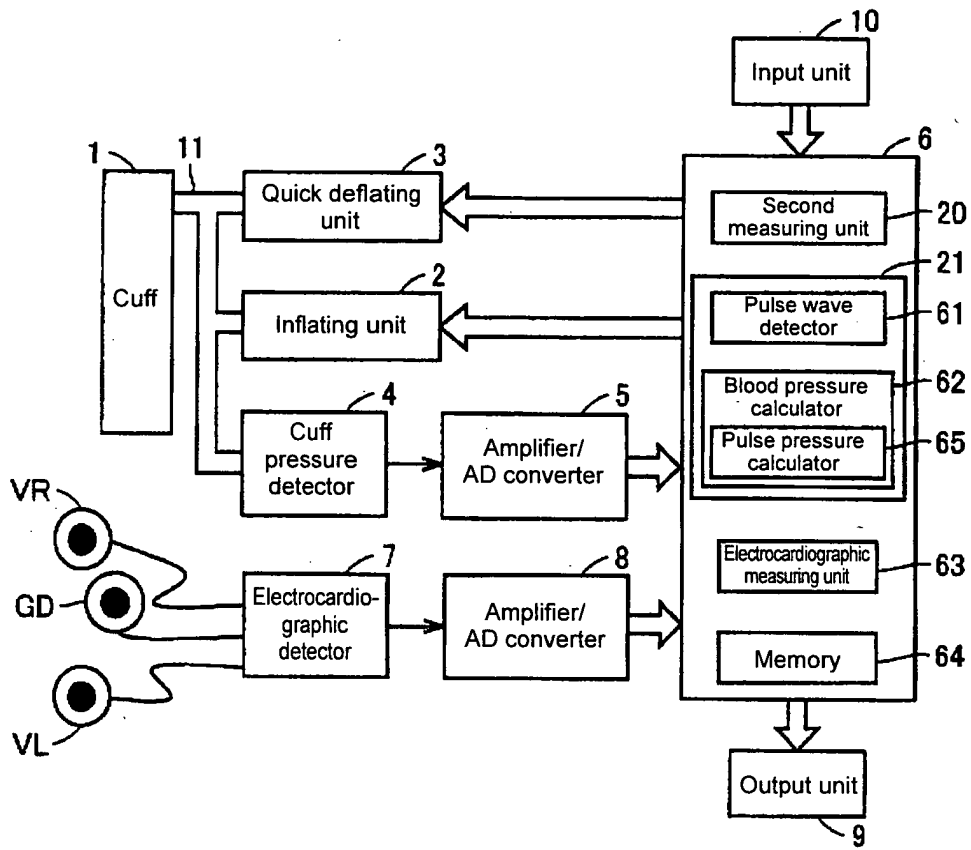 10
Input unit
1
11
3
6
Quick deflating
unit
Second
measuring unit
20
21
Cuff
2
Inflating unit
Pulse wave
detector
61
4
5
Blood pressure
calculator
62
Cuff
pressure
detector
Amplifier/
AD converter
Pulse pressure
calculator
65
VR
7
8
Electrocardiographic
measuring unit
63
GD
Electrocardio-
graphic
detector
Amplifier/
AD converter
Memory
64
VL
Output unit
9